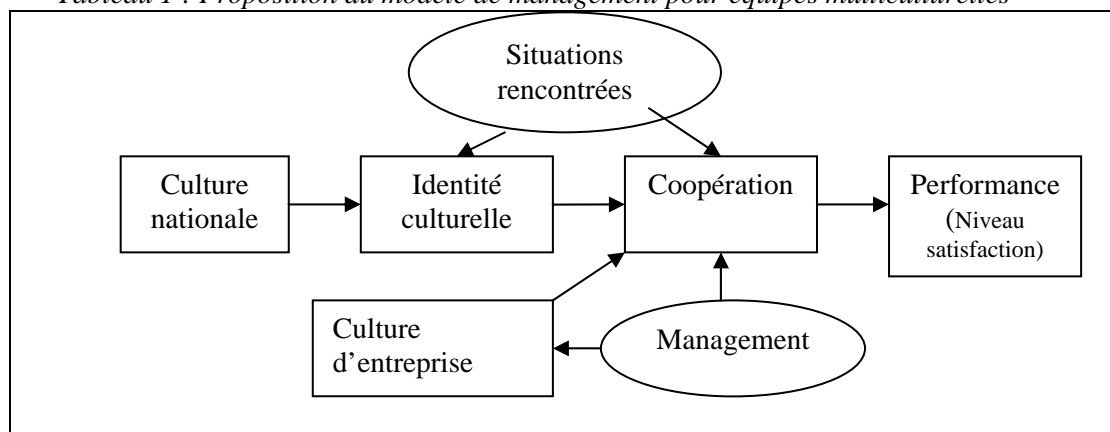 Tableau 1 : Proposition du modèle de management pour équipes multiculturelles
Situations
rencontrées
Culture
nationale
Identité
culturelle
Coopération
Performance
(Niveau
satisfaction)
Culture
d’entreprise
Management